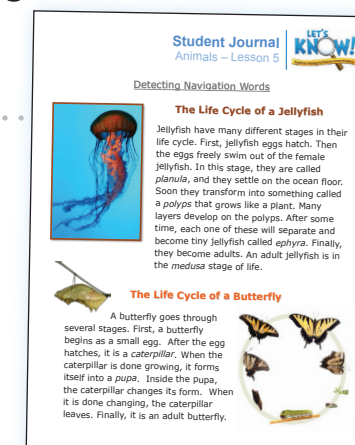 Student Journal
Animals – Lesson 5
LET'S
KNOW!
Detecting Navigation Words
The Life Cycle of a Jellyfish
Jellyfish have many different stages in their
life cycle. First, jellyfish eggs hatch. Then
the eggs freely swim out of the female
jellyfish. In this stage, they are called
planula, and they settle on the ocean floor.
Soon they transform into something called
a polyps that grows like a plant. Many
layers develop on the polyps. After some
time, each one of these will separate and
become tiny jellyfish called ephyra. Finally,
they become adults. An adult jellyfish is in
the medusa stage of life.
The Life Cycle of a Butterfly
A butterfly goes through
several stages. First, a butterfly
begins as a small egg. After the egg
hatches, it is a caterpillar. When the
caterpillar is done growing, it forms
itself into a pupa. Inside the pupa,
the caterpillar changes its form. When
it is done changing, the caterpillar
leaves. Finally, it is an adult butterfly.